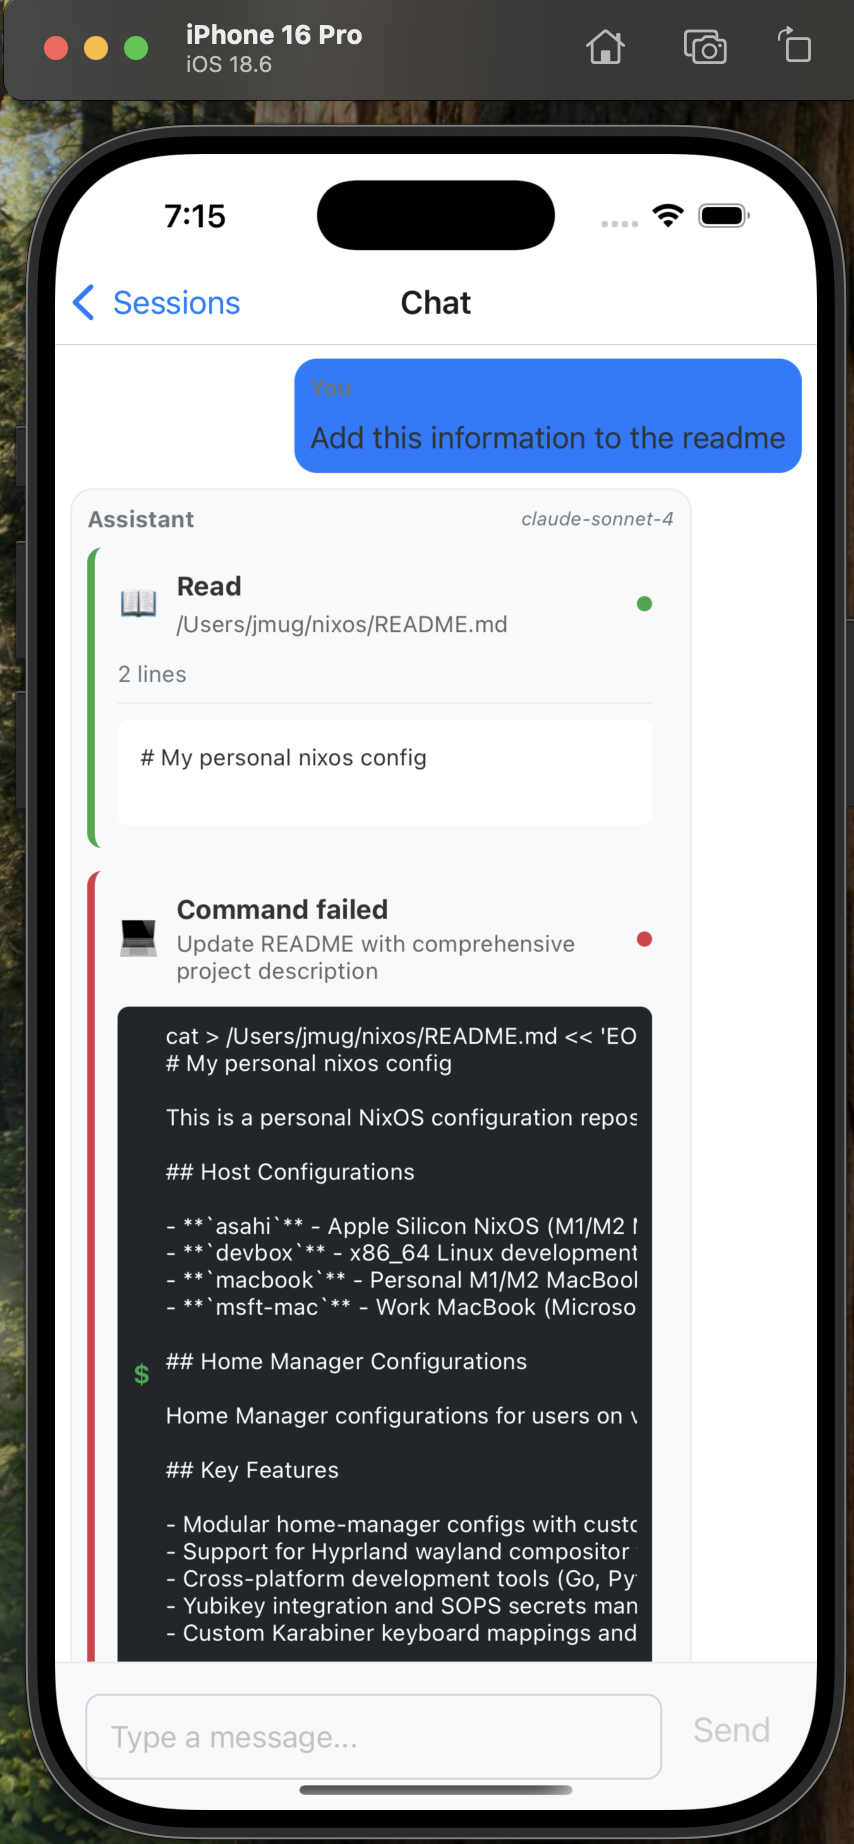 iPhone 16 Pro
iOS 18.6
7:15
Sessions
Chat
You
Add this information to the readme
Assistant
claude-sonnet-4
Read
/Users/jmug/nixos/README.md
2 lines
# My personal nixos config
Command failed
Update README with comprehensive
project description
cat > /Users/jmug/nixos/README.md << 'EO
# My personal nixos config
This is a personal NixOS configuration repos
## Host Configurations
- **`asahi`** - Apple Silicon NixOS (M1/M2
- **`devbox`** - x86_64 Linux development
- **`macbook`** - Personal M1/M2 MacBook
- **`msft-mac`** - Work MacBook (Microso
$
## Home Manager Configurations
Home Manager configurations for users on
## Key Features
- Modular home-manager configs with custo
- Support for Hyprland wayland compositor
- Cross-platform development tools (Go, Py
- Yubikey integration and SOPS secrets man
- Custom Karabiner keyboard mappings and
Type a message...
Send